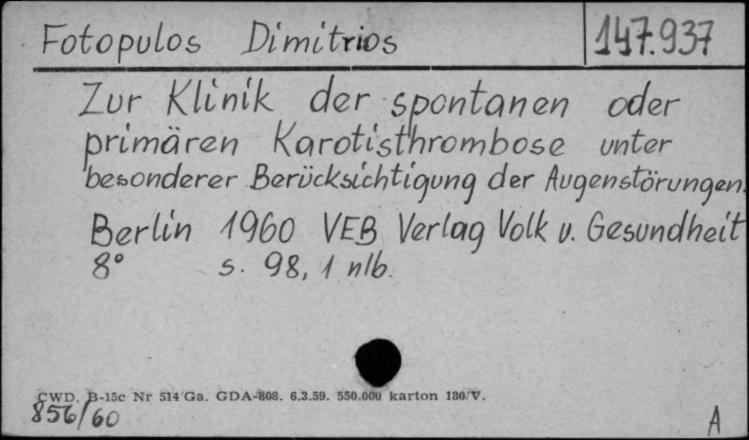 Fotopulos Dimitrios 147.937
Zur Klinik der spontanen oder
primären Karotisthrombose unter
besonderer Berücksichtigung der Augenstörungen.
Berlin 1960 VEB Verlag Volk u. Gesundheit
8° s. 98, 1 nlb.
CWD. B-15c Nr 514 Ga. GDA-808. 6.3.59. 550.000 karton 180/V.
856/60 A